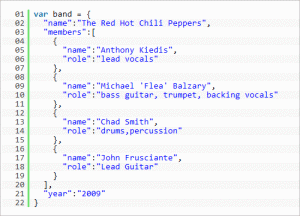 01 var band = {
02 "name":"The Red Hot Chili Peppers",
03 "members":[
04 {
05 "name":"Anthony Kiedis",
06 "role":"lead vocals"
07 },
08 {
09 "name":"Michael 'Flea' Balzary",
10 "role":"bass guitar, trumpet, backing vocals"
11 },
12 {
13 "name":"Chad Smith",
14 "role":"drums,percussion"
15 },
16 {
17 "name":"John Frusciante",
18 "role":"Lead Guitar"
19 }
20 ],
21 "year":"2009"
22 }